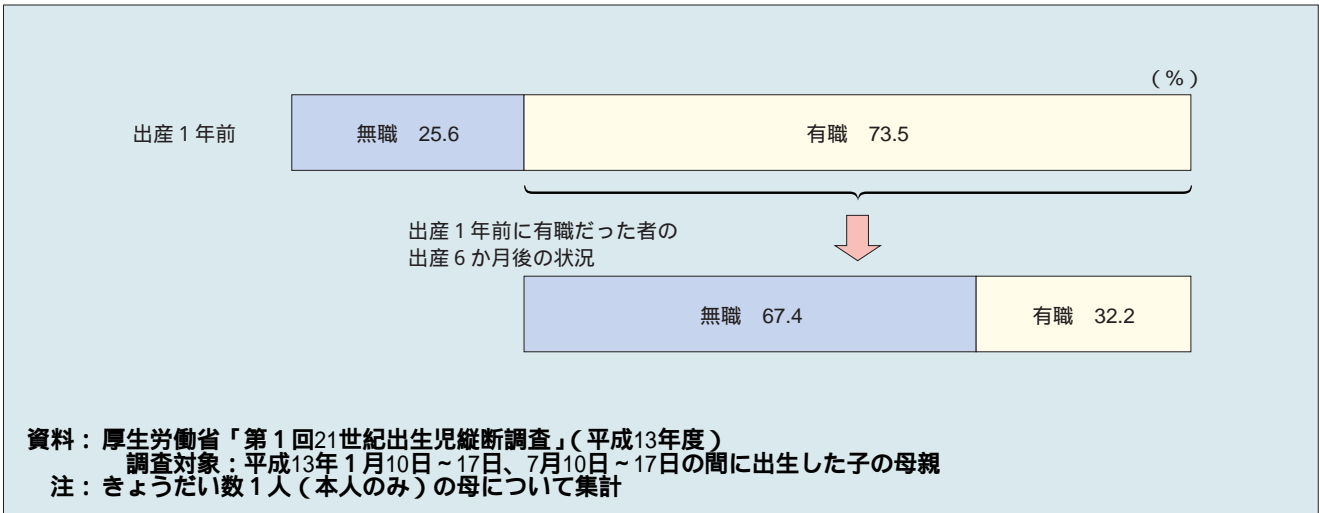 (%)
出産1年前 無職 25.6 有職 73.5
出産1年前に有職だった者の
出産6か月後の状況
無職 67.4 有職 32.2
資料：厚生労働省「第1回21世紀出生児縦断調査」（平成13年度）
調査対象：平成13年1月10日~17日、7月10日~17日の間に出生した子の母親
注：きょうだい数1人（本人のみ）の母について集計